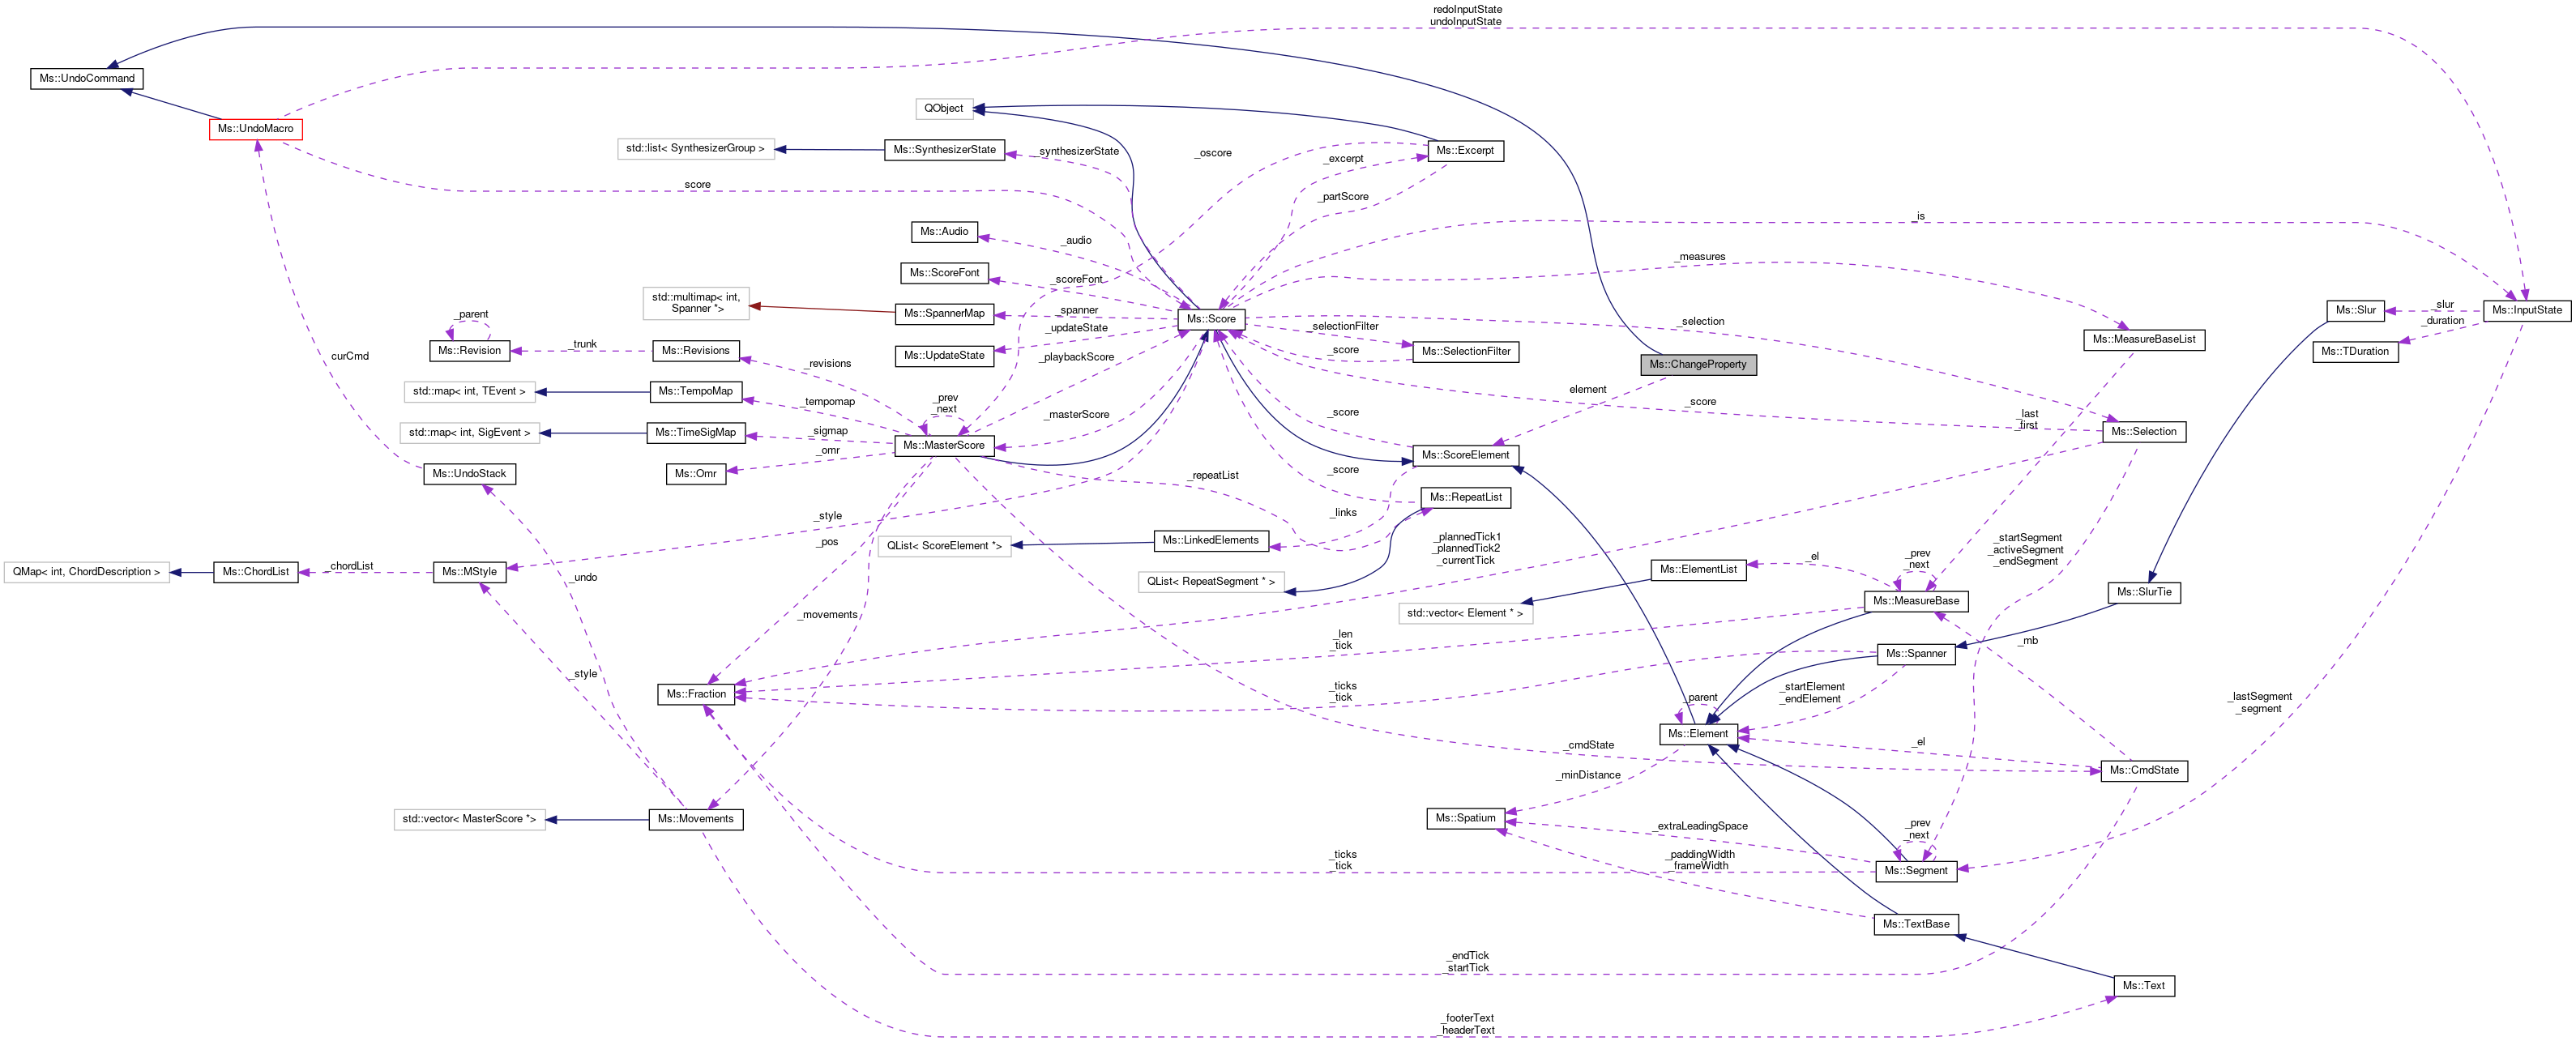 redoInputState
undoInputState
Ms::UndoCommand
QObject
Ms::UndoMacro
std::list< SynthesizerGroup >
Ms::SynthesizerState
_synthesizerState
_oscore
_excerpt
Ms::Excerpt
score
_partScore
_is
Ms::Audio
_audio
_measures
Ms::ScoreFont
_scoreFont
std::multimap< int,
Spanner *>
Ms::SpannerMap
_spanner
Ms::Score
_selection
Ms::Slur
_slur
Ms::InputState
_duration
_parent
Ms::Revision
_trunk
Ms::Revisions
_revisions
Ms::UpdateState
_updateState
_playbackScore
_selectionFilter
_score
Ms::SelectionFilter
Ms::ChangeProperty
Ms::MeasureBaseList
Ms::TDuration
curCmd
std::map< int, TEvent >
Ms::TempoMap
_tempomap
_prev
_next
element
_score
_masterScore
_score
_last
_first
std::map< int, SigEvent >
Ms::TimeSigMap
_sigmap
Ms::MasterScore
Ms::Selection
_omr
Ms::Omr
Ms::UndoStack
_repeatList
_score
Ms::ScoreElement
Ms::RepeatList
_links
_style
_pos
QList< ScoreElement *>
Ms::LinkedElements
_plannedTick1
_plannedTick2
_currentTick
_startSegment
_activeSegment
_endSegment
QMap< int, ChordDescription >
Ms::ChordList
_chordList
Ms::MStyle
_undo
QList< RepeatSegment * >
Ms::ElementList
_el
_prev
_next
std::vector< Element * >
Ms::MeasureBase
Ms::SlurTie
_movements
_len
_tick
_mb
Ms::Spanner
_style
Ms::Fraction
_ticks
_tick
_parent
_startElement
_endElement
_lastSegment
_segment
Ms::Element
_cmdState
_el
Ms::CmdState
_minDistance
std::vector< MasterScore *>
Ms::Movements
Ms::Spatium
_extraLeadingSpace
_prev
_next
_ticks
_tick
_paddingWidth
_frameWidth
Ms::Segment
Ms::TextBase
_endTick
_startTick
Ms::Text
_footerText
_headerText